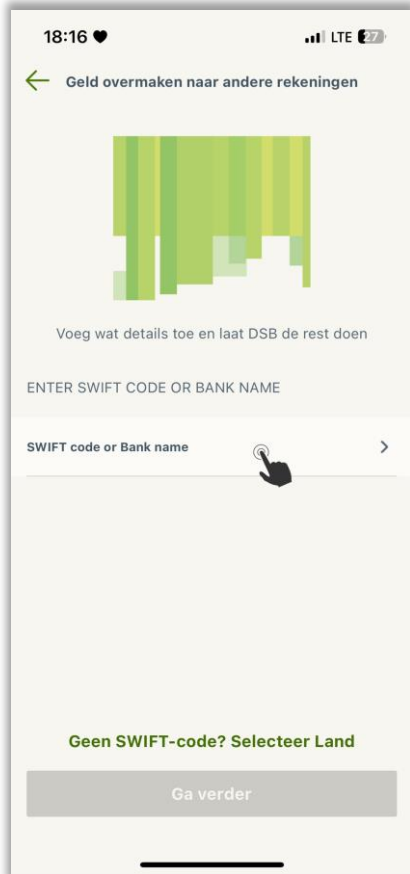 18:16
LTE 27
Geld overmaken naar andere rekeningen
Voeg wat details toe en laat DSB de rest doen
ENTER SWIFT CODE OR BANK NAME
SWIFT code or Bank name
Geen SWIFT-code? Selecteer Land
Ga verder